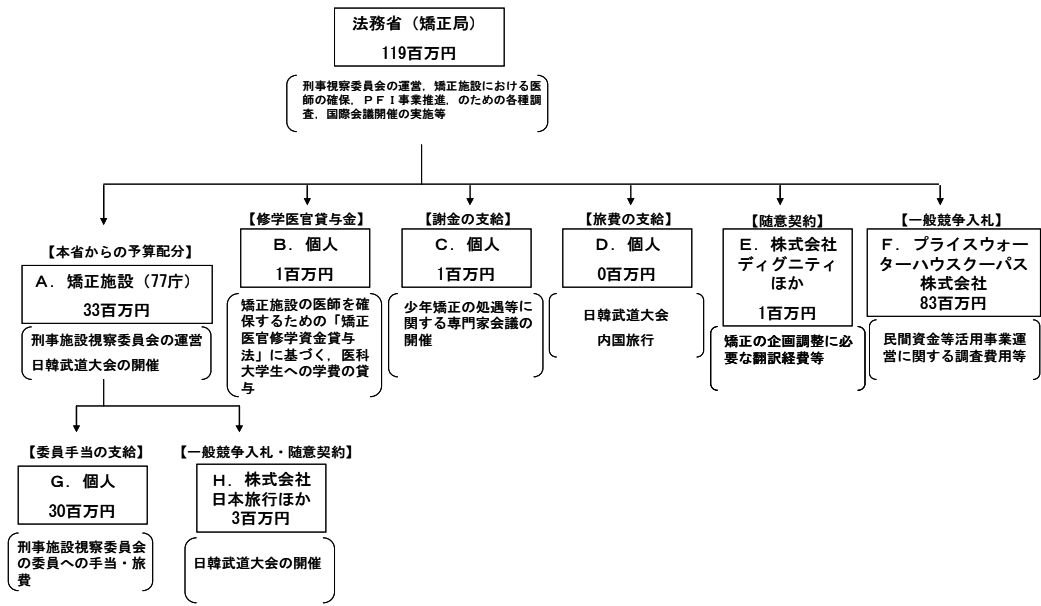 法務省（矯正局）
119百万円
刑事視察委員会の運営，矯正施設における医
師の確保，ＰＦＩ事業推進，のための各種調
査，国際会議開催の実施等
【本省からの予算配分】
Ａ．矯正施設（77庁）
33百万円
刑事施設視察委員会の運営
日韓武道大会の開催
【修学医官貸与金】
Ｂ．個人
1百万円
矯正施設の医師を確
保するための「矯正
医官修学資金貸与
法」に基づく，医科
大学生への学費の貸
与
【謝金の支給】
Ｃ．個人
1百万円
少年矯正の処遇等に
関する専門家会議の
開催
【旅費の支給】
Ｄ．個人
0百万円
日韓武道大会
内国旅行
【随意契約】
Ｅ．株式会社
ディグニティ
ほか
1百万円
矯正の企画調整に必
要な翻訳経費等
【一般競争入札】
Ｆ．プライスウォー
ターハウスクーパス
株式会社
83百万円
民間資金等活用事業運
営に関する調査費用等
【委員手当の支給】
Ｇ．個人
30百万円
刑事施設視察委員会
の委員への手当・旅
費
【一般競争入札・随意契約】
Ｈ．株式会社
日本旅行ほか
3百万円
日韓武道大会の開催